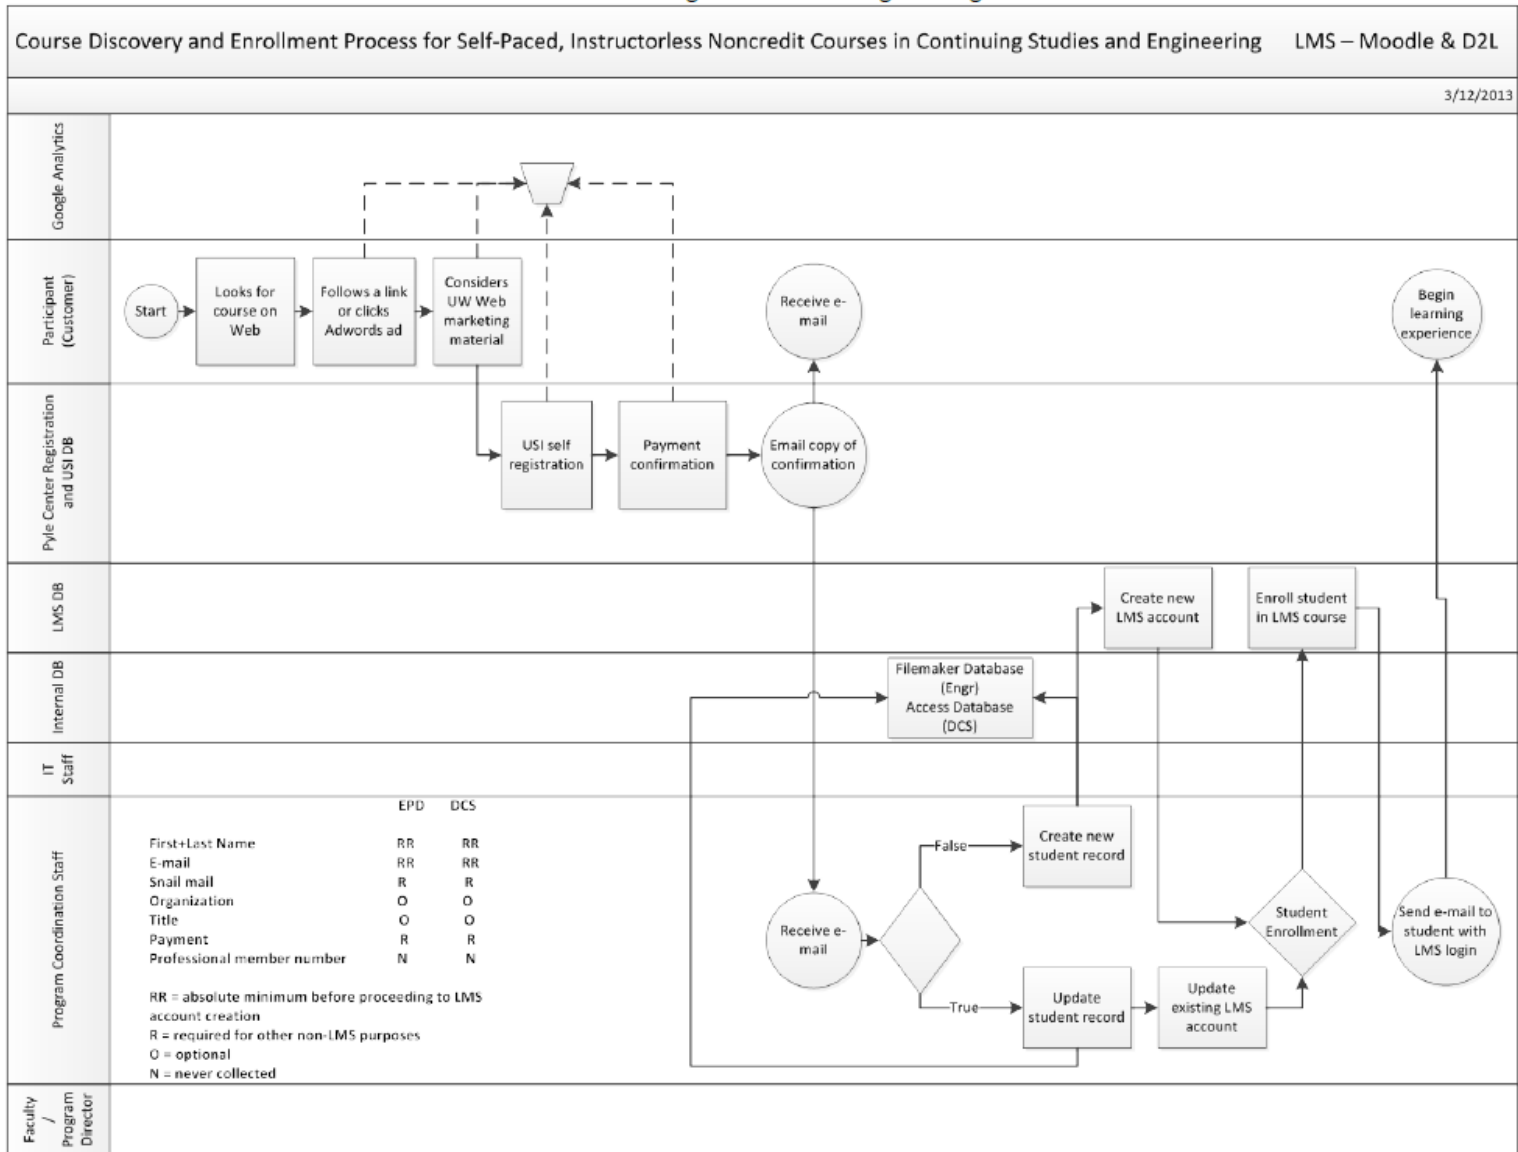 Course Discovery and Enrollment Process for Self-Paced, Instructorless Noncredit Courses in Continuing Studies and Engineering LMS – Moodle & D2L
3/12/2013
Google Analytics
Participant
(Customer)
Start
Looks for
course on
Web
Follows a link
or clicks
Adwords ad
Considers
UW Web
marketing
material
Receive e-
mail
Begin
learning
experience
Pyle Center Registration
and USI DB
USI self
registration
Payment
confirmation
Email copy of
confirmation
LMS DB
Create new
LMS account
Enroll student
in LMS course
Internal DB
Filemaker Database
(Engr)
Access Database
(DCS)
IT
Staff
Program Coordination Staff
EPD DCS
First+Last Name RR RR
E-mail RR RR
Snail mail R R
Organization O O
Title O O
Payment R R
Professional member number N N
RR = absolute minimum before proceeding to LMS
account creation
R = required for other non-LMS purposes
O = optional
N = never collected
Receive e-
mail
False
Create new
student record
True
Update
student record
Update
existing LMS
account
Student
Enrollment
Send e-mail to
student with
LMS login
Faculty
/
Program
Director